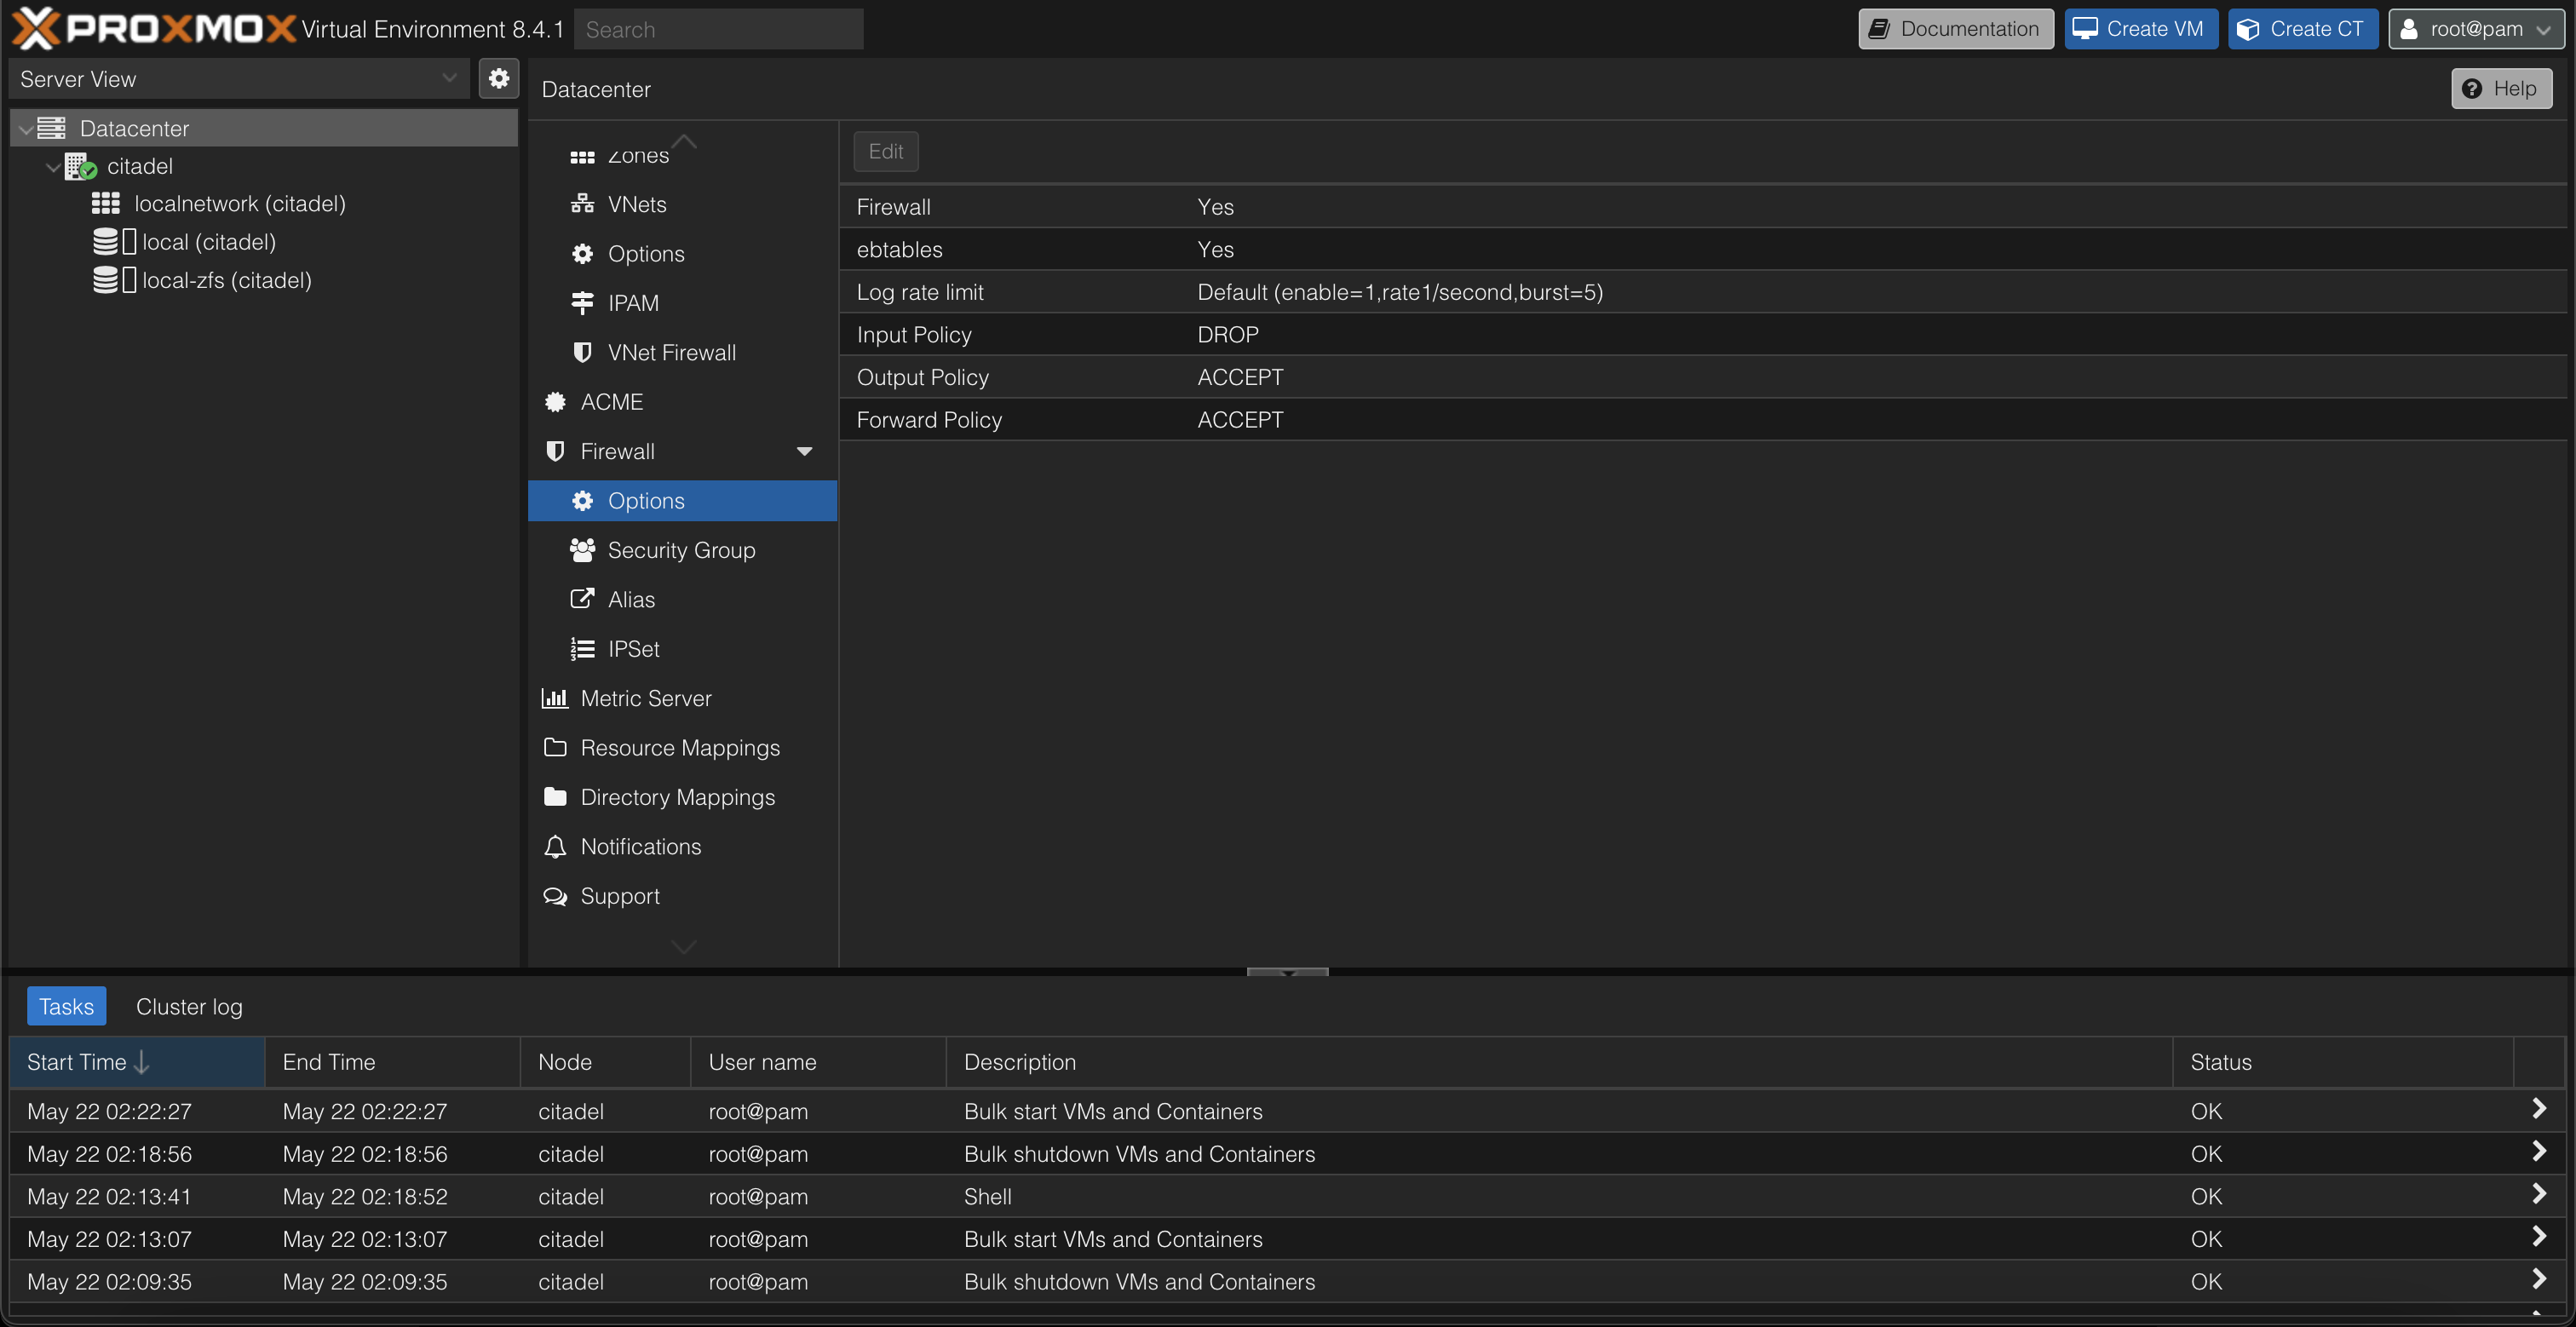 PROXMOX Virtual Environment 8.4.1 Search Documentation Create VM Create CT root@pam
Server View
Datacenter
citadel
localnetwork (citadel)
local (citadel)
local-zfs (citadel)
Datacenter Help
Zones
VNets
Options
IPAM
VNet Firewall
ACME
Firewall
Options
Security Group
Alias
IPSet
Metric Server
Resource Mappings
Directory Mappings
Notifications
Support
Edit
Firewall Yes
ebtables Yes
Log rate limit Default (enable=1,rate1/second,burst=5)
Input Policy DROP
Output Policy ACCEPT
Forward Policy ACCEPT
Tasks Cluster log
Start Time End Time Node User name Description Status
May 22 02:22:27 May 22 02:22:27 citadel root@pam Bulk start VMs and Containers OK
May 22 02:18:56 May 22 02:18:56 citadel root@pam Bulk shutdown VMs and Containers OK
May 22 02:13:41 May 22 02:18:52 citadel root@pam Shell OK
May 22 02:13:07 May 22 02:13:07 citadel root@pam Bulk start VMs and Containers OK
May 22 02:09:35 May 22 02:09:35 citadel root@pam Bulk shutdown VMs and Containers OK